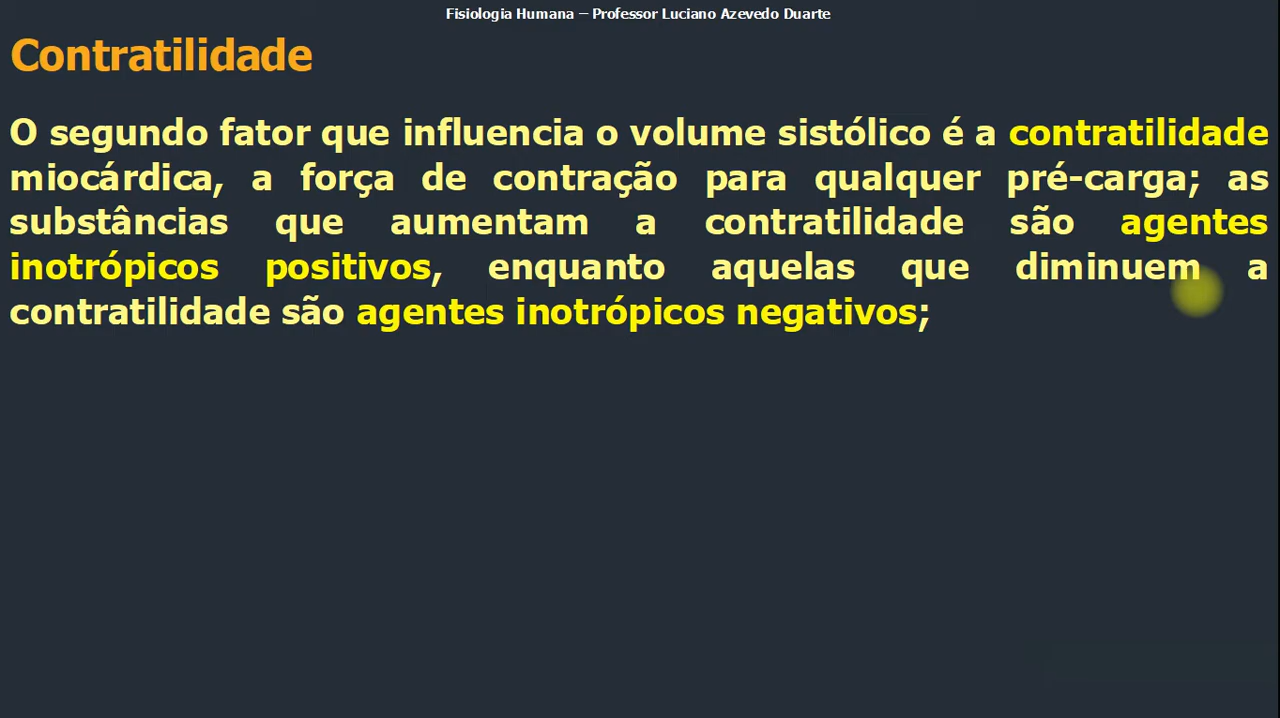 Fisiologia Humana – Professor Luciano Azevedo Duarte
Contratilidade
O segundo fator que influencia o volume sistólico é a contratilidade
miocárdica, a força de contração para qualquer pré-carga; as
substâncias que aumentam a contratilidade são agentes
inotrópicos positivos, enquanto aquelas que diminuem a
contratilidade são agentes inotrópicos negativos;